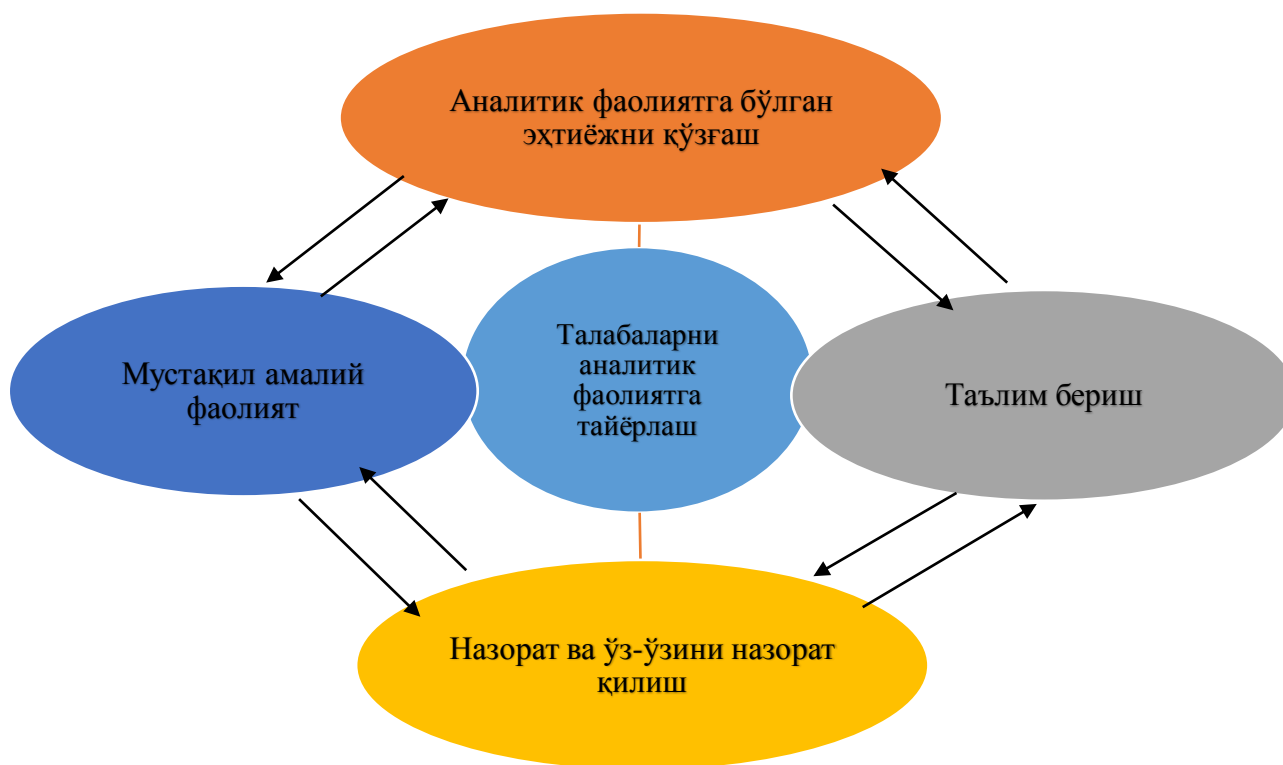 Аналитик фаолиятга бўлган
эҳтиёжни қўзғаш
Мустақил амалий
фаолият
Талабаларни
аналитик
фаолиятга
тайёрлаш
Таълим бериш
Назорат ва ўз-ўзини назорат
қилиш